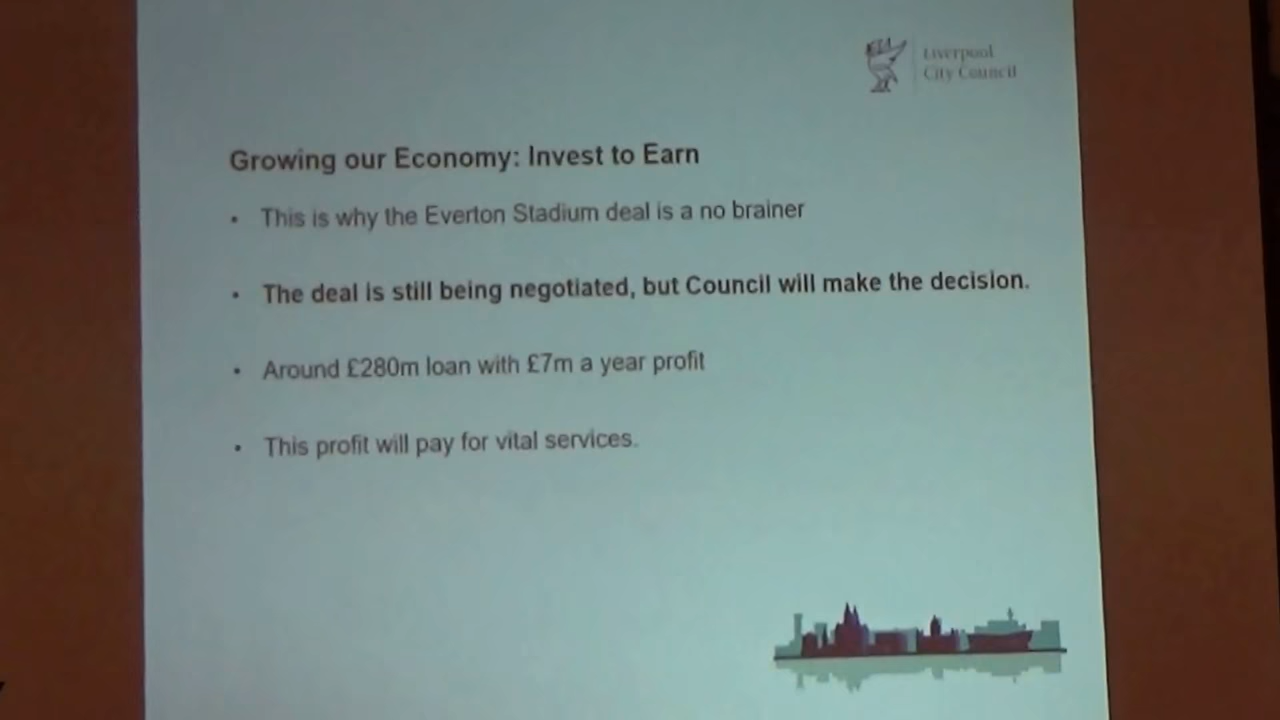 Liverpool
City Council
Growing our Economy: Invest to Earn
• This is why the Everton Stadium deal is a no brainer
• The deal is still being negotiated, but Council will make the decision.
• Around £280m loan with £7m a year profit
• This profit will pay for vital services.